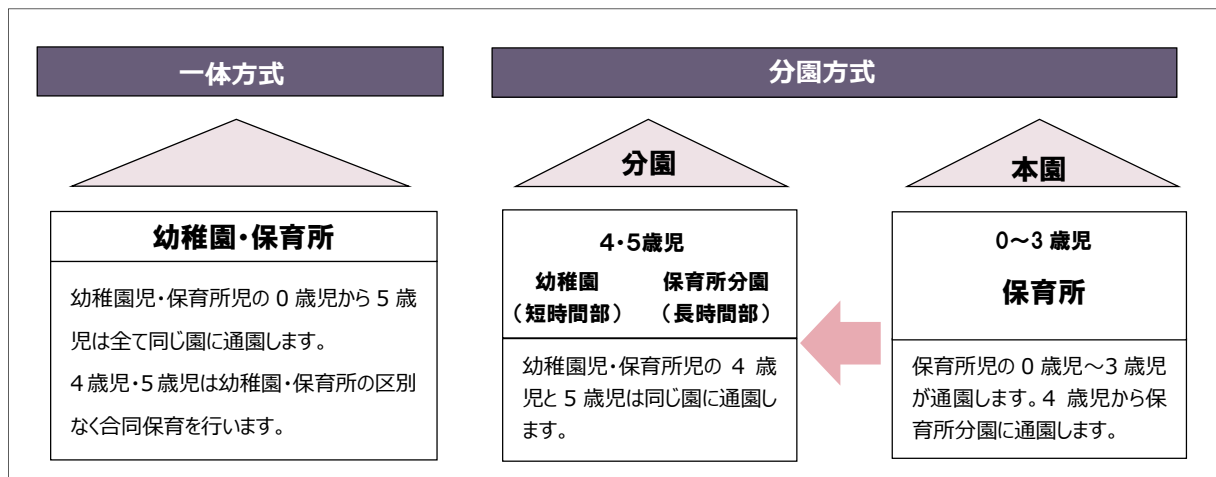 一体方式
幼稚園・保育所
幼稚園児・保育所児の 0 歳児から 5 歳
児は全て同じ園に通園します。
4 歳児・5 歳児は幼稚園・保育所の区別
なく合同保育を行います。
分園方式
分園
4・5歳児
幼稚園 保育所分園
（短時間部） （長時間部）
幼稚園児・保育所児の 4 歳
児と 5 歳児は同じ園に通園し
ます。
本園
0～3 歳児
保育所
保育所児の 0 歳児～3 歳児
が通園します。4 歳児から保
育所分園に通園します。